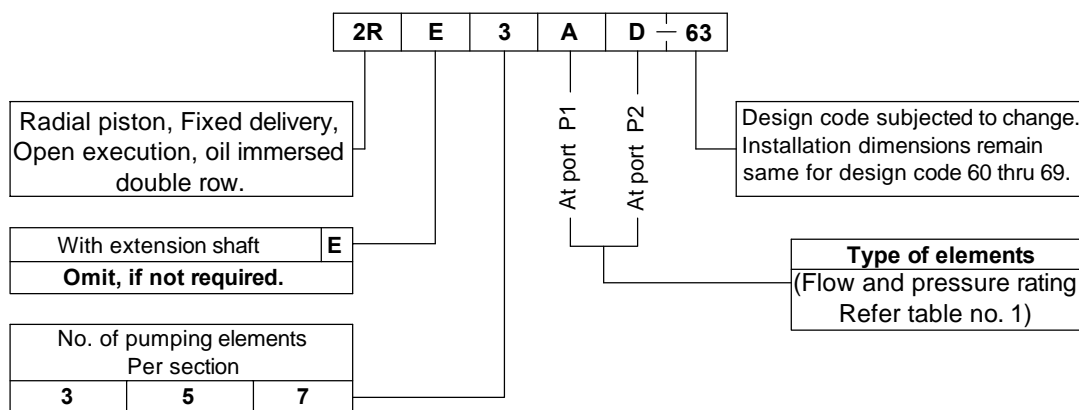 2R E 3 A D – 63
Radial piston, Fixed delivery,
Open execution, oil immersed
double row.
With extension shaft E
Omit, if not required.
No. of pumping elements
Per section
3 5 7
At port P1
At port P2
Design code subjected to change.
Installation dimensions remain
same for design code 60 thru 69.
Type of elements
(Flow and pressure rating
Refer table no. 1)